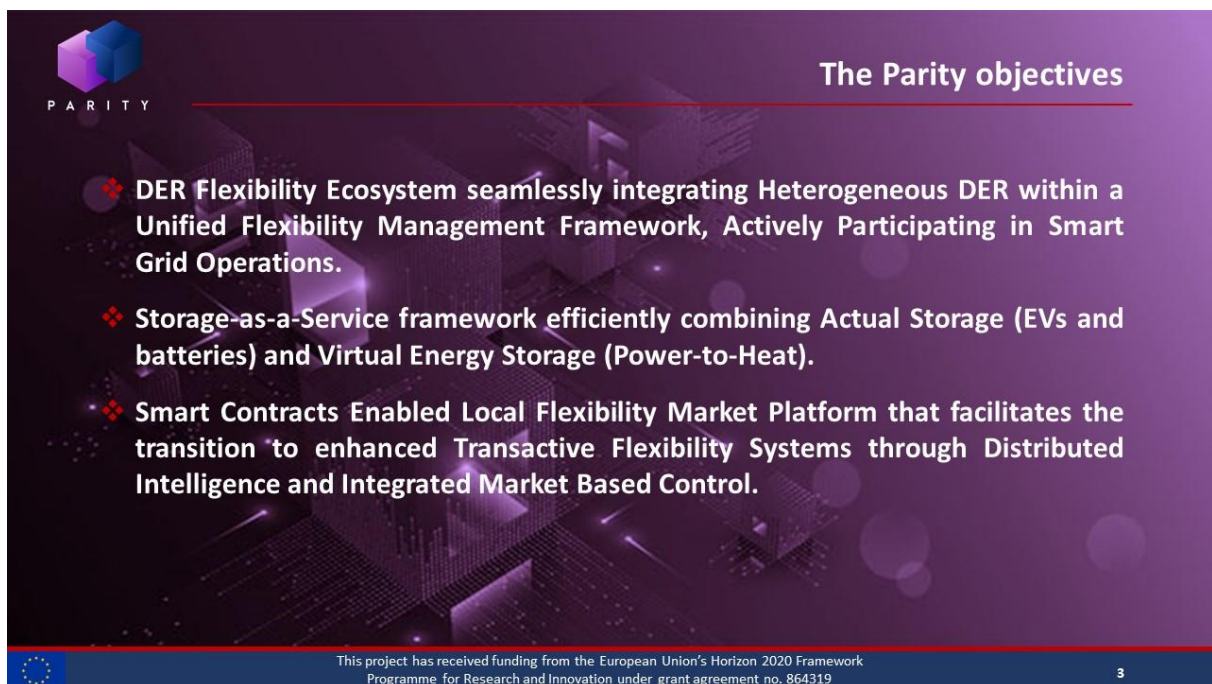 PARITY
The Parity objectives
❖ DER Flexibility Ecosystem seamlessly integrating Heterogeneous DER within a
Unified Flexibility Management Framework, Actively Participating in Smart
Grid Operations.
❖ Storage-as-a-Service framework efficiently combining Actual Storage (EVs and
batteries) and Virtual Energy Storage (Power-to-Heat).
❖ Smart Contracts Enabled Local Flexibility Market Platform that facilitates the
transition to enhanced Transactive Flexibility Systems through Distributed
Intelligence and Integrated Market Based Control.
This project has received funding from the European Union's Horizon 2020 Framework
Programme for Research and Innovation under grant agreement no. 864319
3